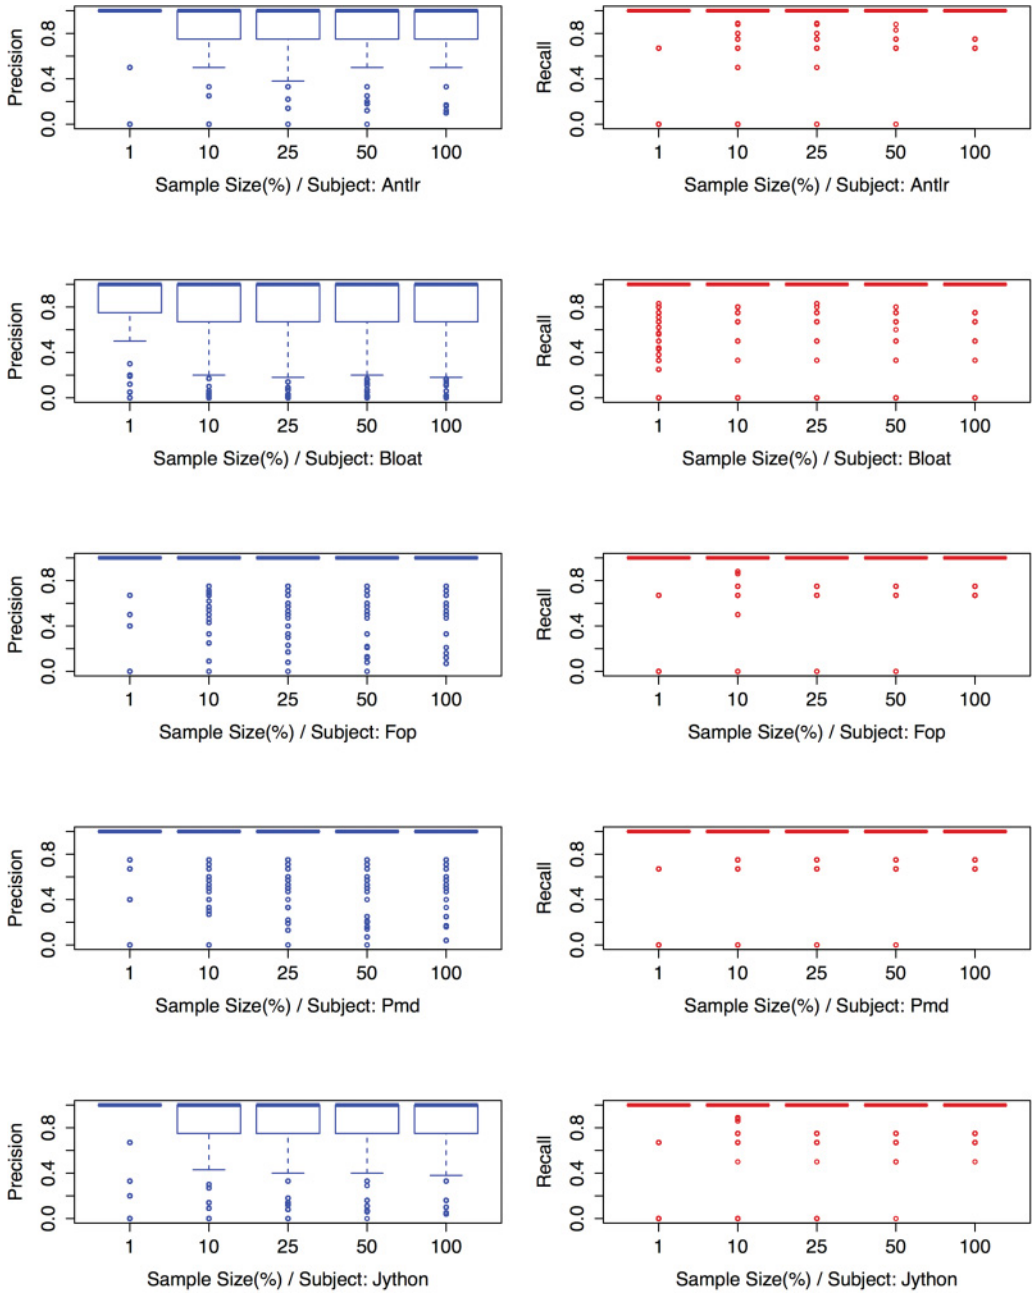 Precision
0.0 0.4 0.8
1 10 25 50 100
Sample Size(%) / Subject: Antlr
Recall
0.0 0.4 0.8
1 10 25 50 100
Sample Size(%) / Subject: Antlr
Precision
0.0 0.4 0.8
1 10 25 50 100
Sample Size(%) / Subject: Bloat
Recall
0.0 0.4 0.8
1 10 25 50 100
Sample Size(%) / Subject: Bloat
Precision
0.0 0.4 0.8
1 10 25 50 100
Sample Size(%) / Subject: Fop
Recall
0.0 0.4 0.8
1 10 25 50 100
Sample Size(%) / Subject: Fop
Precision
0.0 0.4 0.8
1 10 25 50 100
Sample Size(%) / Subject: Pmd
Recall
0.0 0.4 0.8
1 10 25 50 100
Sample Size(%) / Subject: Pmd
Precision
0.0 0.4 0.8
1 10 25 50 100
Sample Size(%) / Subject: Jython
Recall
0.0 0.4 0.8
1 10 25 50 100
Sample Size(%) / Subject: Jython